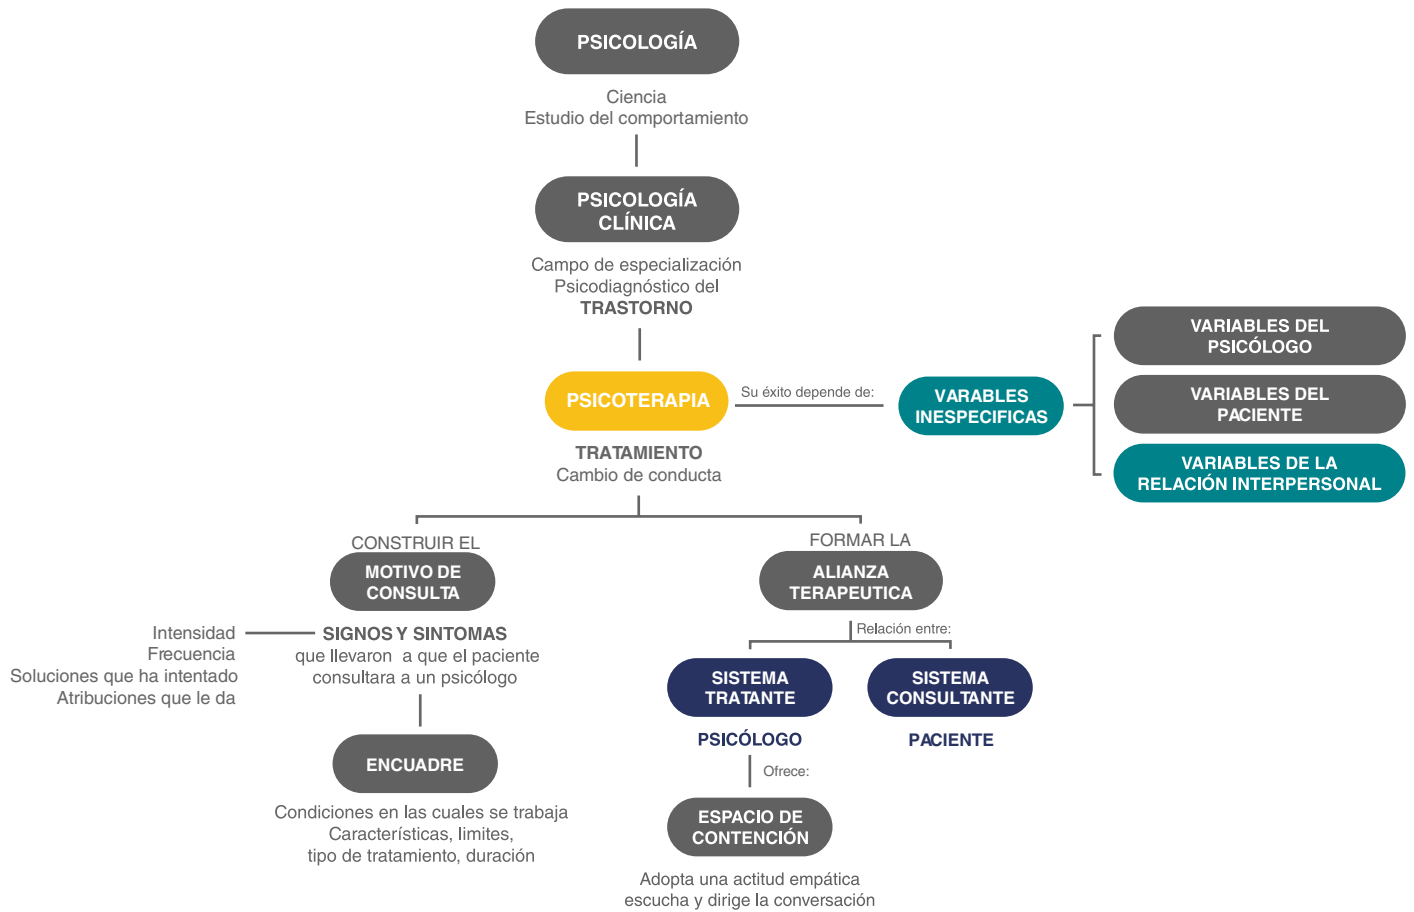 PSICOLOGÍA
Ciencia
Estudio del comportamiento
PSICOLOGÍA
CLÍNICA
Campo de especialización
Psicodiagnóstico del
TRASTORNO
PSICOTERAPIA
Su éxito depende de:
VARABLES
INESPECIFICAS
VARIABLES DEL
PSICÓLOGO
VARIABLES DEL
PACIENTE
VARIABLES DE LA
RELACIÓN INTERPERSONAL
TRATAMIENTO
Cambio de conducta
CONSTRUIR EL
MOTIVO DE
CONSULTA
SIGNOS Y SINTOMAS
que llevaron a que el paciente
consultara a un psicólogo
Intensidad
Frecuencia
Soluciones que ha intentado
Atribuciones que le da
ENCUADRE
Condiciones en las cuales se trabaja
Características, limites,
tipo de tratamiento, duración
FORMAR LA
ALIANZA
TERAPEUTICA
Relación entre:
SISTEMA
TRATANTE
PSICÓLOGO
SISTEMA
CONSULTANTE
PACIENTE
Ofrece:
ESPACIO DE
CONTENCIÓN
Adopta una actitud empática
escucha y dirige la conversación